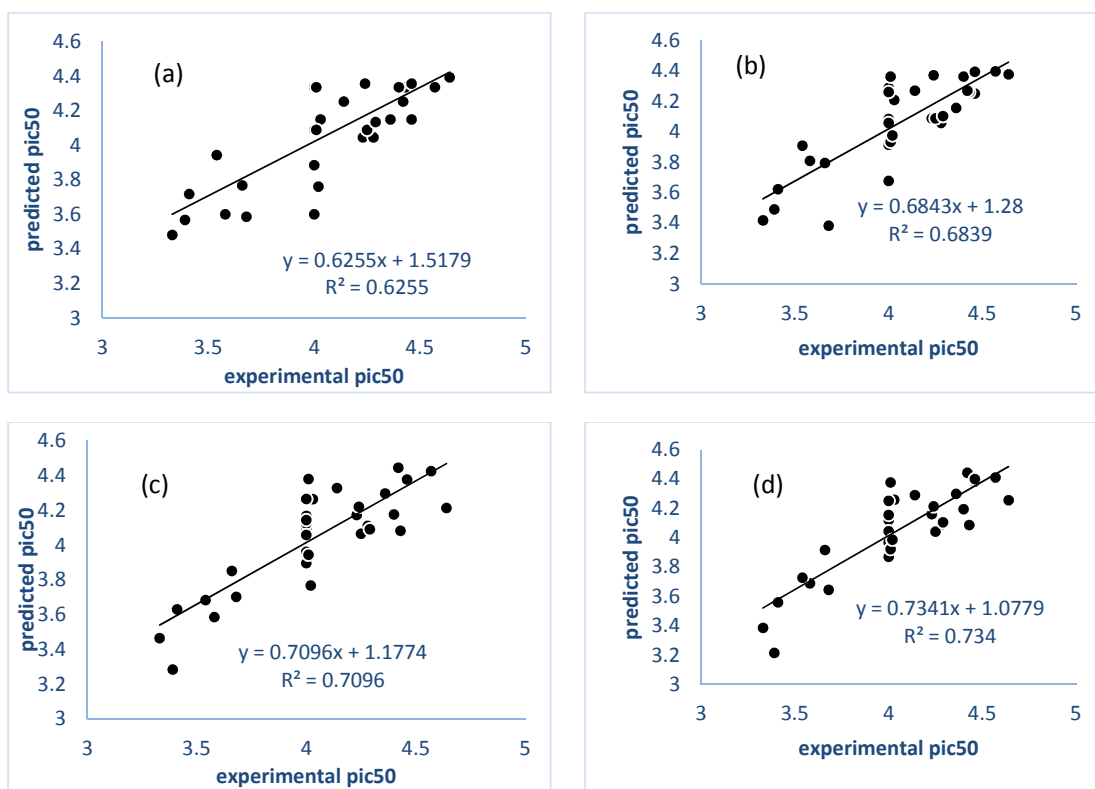 (a)
predicted pic50
4.6
4.4
4.2
4
3.8
3.6
3.4
3.2
3
y = 0.6255x + 1.5179
R² = 0.6255
3 3.5 4 4.5 5
experimental pic50
(b)
predicted pic50
4.6
4.4
4.2
4
3.8
3.6
3.4
3.2
3
y = 0.6843x + 1.28
R² = 0.6839
3 3.5 4 4.5 5
experimental pic50
(c)
predicted pic50
4.6
4.4
4.2
4
3.8
3.6
3.4
3.2
3
y = 0.7096x + 1.1774
R² = 0.7096
3 3.5 4 4.5 5
experimental pic50
(d)
predicted pic50
4.6
4.4
4.2
4
3.8
3.6
3.4
3.2
3
y = 0.7341x + 1.0779
R² = 0.734
3 3.5 4 4.5 5
experimental pic50